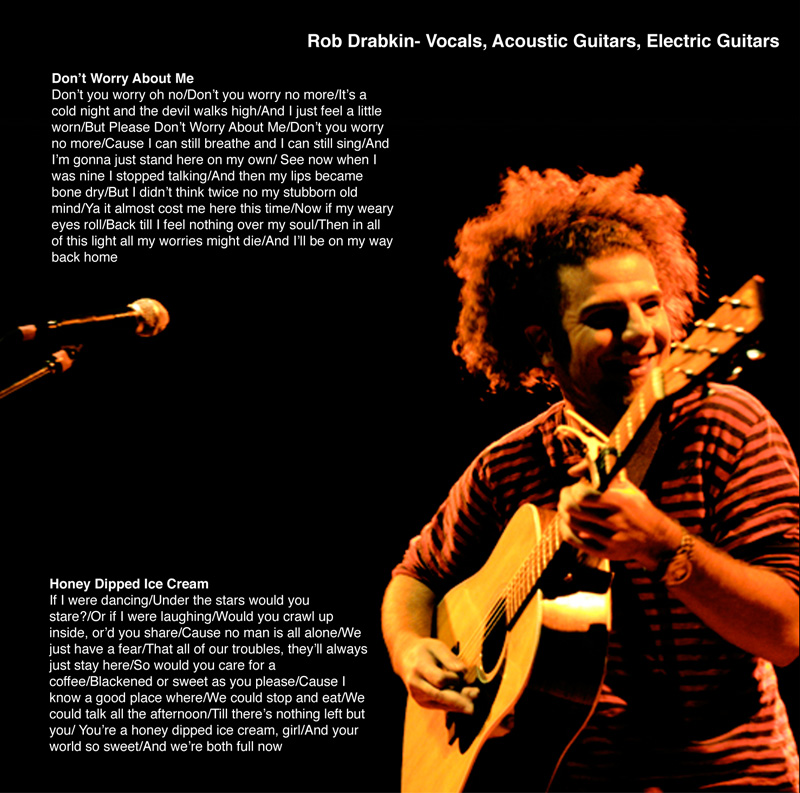 Rob Drabkin- Vocals, Acoustic Guitars, Electric Guitars
Don't Worry About Me
Don't you worry oh no/Don't you worry no more/It's a
cold night and the devil walks high/And I just feel a little
worn/But Please Don't Worry About Me/Don't you worry
no more/Cause I can still breathe and I can still sing/And
I'm gonna just stand here on my own/ See now when I
was nine I stopped talking/And then my lips became
bone dry/But I didn't think twice no my stubborn old
mind/Ya it almost cost me here this time/Now if my weary
eyes roll/Back till I feel nothing over my soul/Then in all
of this light all my worries might die/And I'll be on my way
back home
Honey Dipped Ice Cream
If I were dancing/Under the stars would you
stare?/Or if I were laughing/Would you crawl up
inside, or'd you share/Cause no man is all alone/We
just have a fear/That all of our troubles, they'll always
just stay here/So would you care for a
coffee/Blackened or sweet as you please/Cause I
know a good place where/We could stop and eat/We
could talk all the afternoon/Till there's nothing left but
you/ You're a honey dipped ice cream, girl/And your
world so sweet/And we're both full now